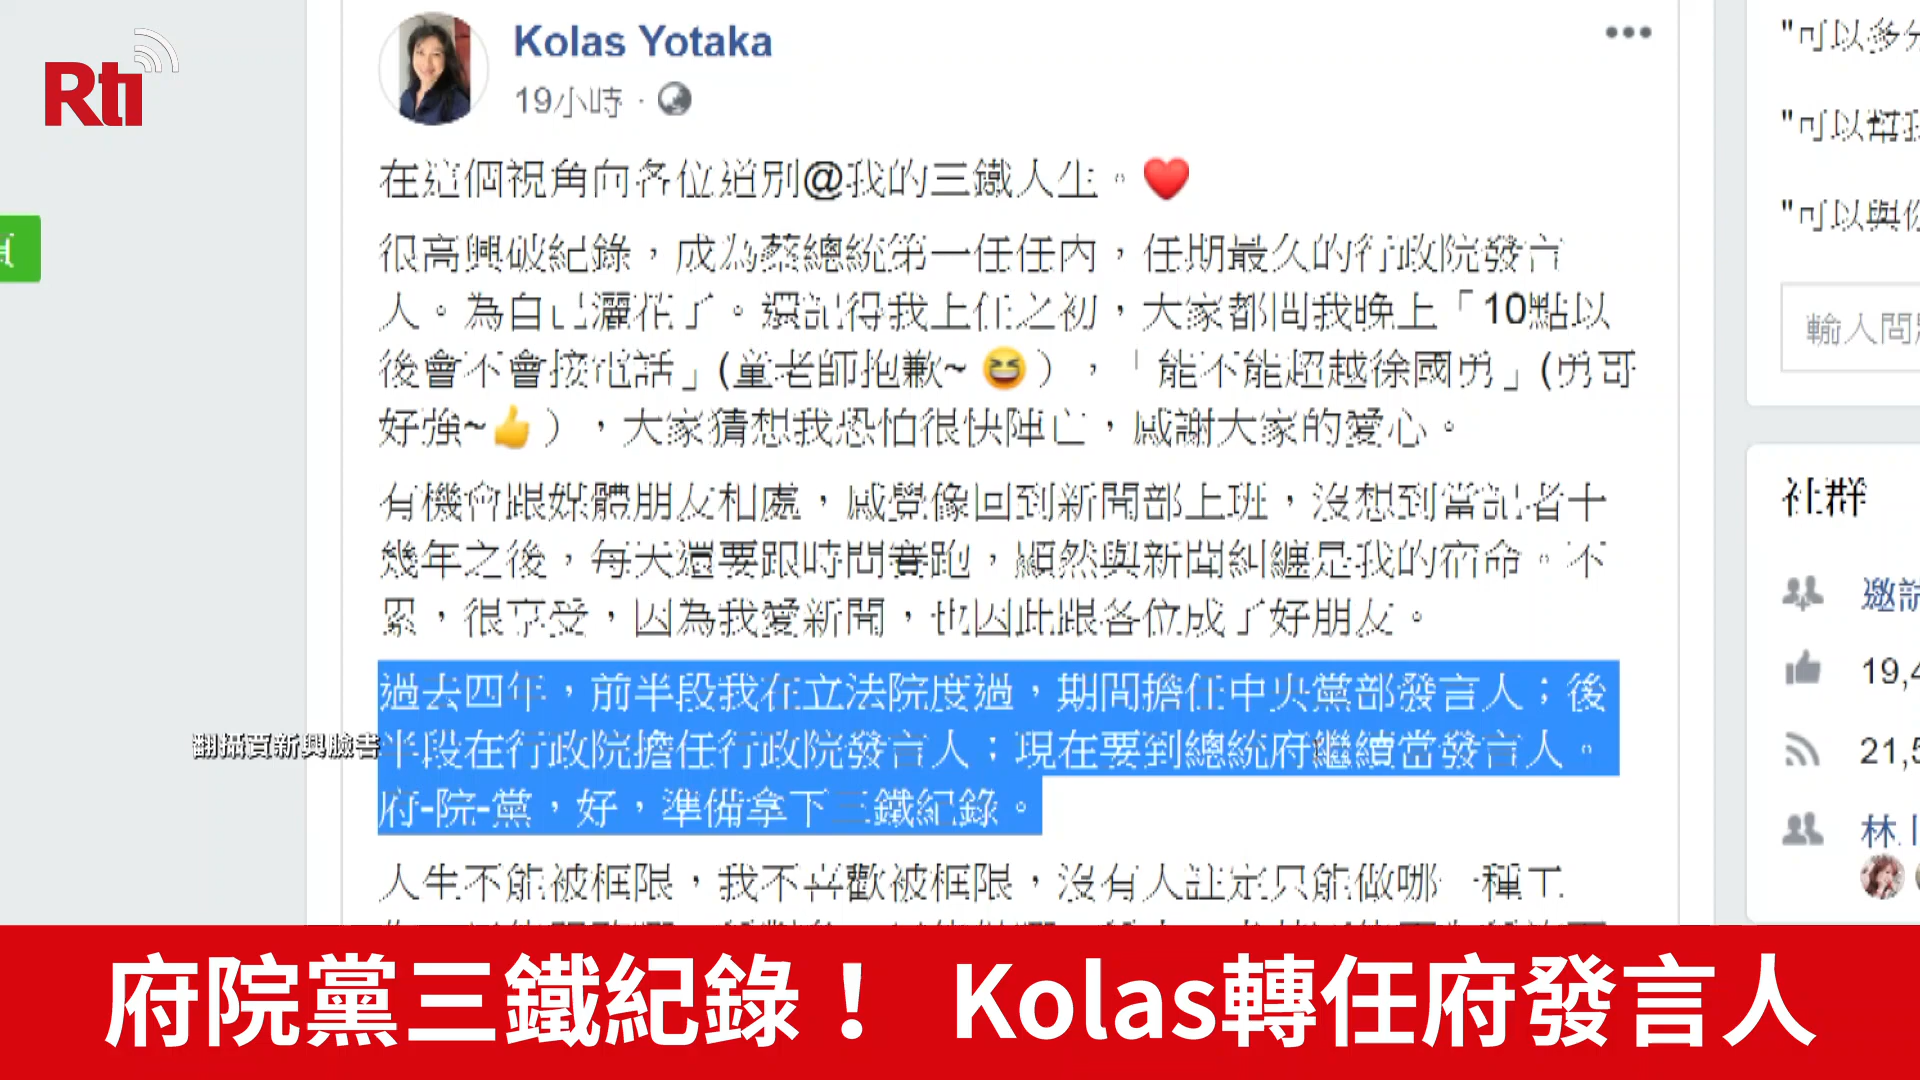 Rti
Kolas Yotaka
19小時 ·
在這個視角向各位道別@我的三鐵人生。
很高興破紀錄，成為蔡總統第一任任內，任期最久的行政院發言
人。為自己灑花了。還記得我上任之初，大家都問我晚上「10點以
後會不會接電話」(童老師抱歉~ )，「能不能超越徐國勇」(勇哥
好強~ )，大家猜想我恐怕很快陣亡，感謝大家的愛心。
有機會跟媒體朋友相處，感覺像回到新聞部上班，沒想到當記者十
幾年之後，每天還要跟時間賽跑，顯然與新聞糾纏是我的宿命。不
累，很享受，因為我愛新聞，也因此跟各位成了好朋友。
過去四年，前半段我在立法院度過，期間擔任中央黨部發言人；後
半段在行政院擔任行政院發言人；現在要到總統府繼續當發言人。
府-院-黨，好，準備拿下三鐵紀錄。
人生不能被框限，我不喜歡被框限，沒有人註定只能做哪一種工
翻攝賈新興臉書
"可以多分
"可以幫我
"可以與你
輸入問
社群
邀請
19,4
21,5
林
府院黨三鐵紀錄！ Kolas轉任府發言人